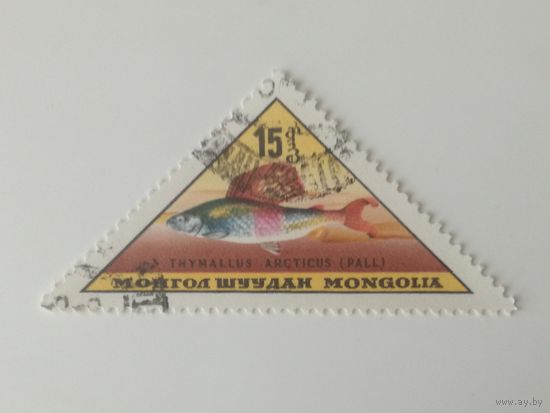 15
THYMALLUS ARCTICUS (PALL)
МОНГОЛ ШУУДАН MONGOLIA
www.ay.by